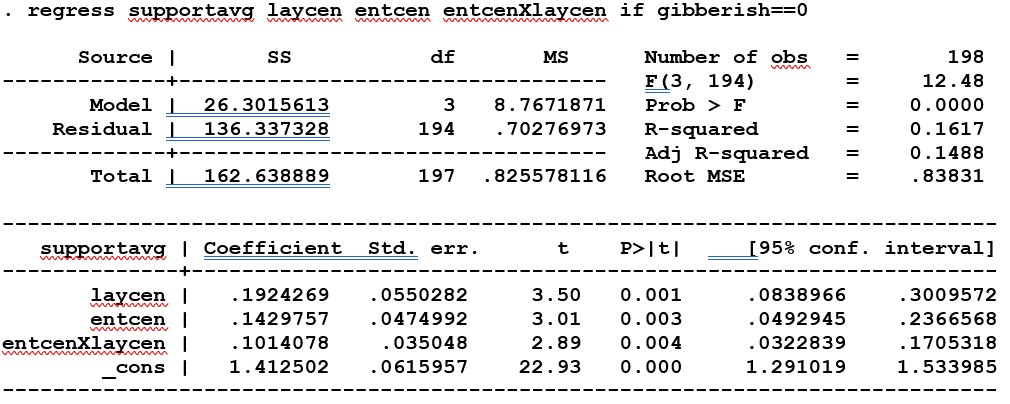 . regress supportavg laycen entcen entcenXlaycen if gibberish==0
Source | SS df MS Number of obs = 198
-------------+---------------------------------- F(3, 194) = 12.48
Model | 26.3015613 3 8.7671871 Prob > F = 0.0000
Residual | 136.337328 194 .70276973 R-squared = 0.1617
-------------+---------------------------------- Adj R-squared = 0.1488
Total | 162.638889 197 .825578116 Root MSE = .83831
-------------------------------------------------------------------------------
supportavg | Coefficient Std. err. t P>|t| [95% conf. interval]
--------------+----------------------------------------------------------------
laycen | .1924269 .0550282 3.50 0.001 .0838966 .3009572
entcen | .1429757 .0474992 3.01 0.003 .0492945 .2366568
entcenXlaycen | .1014078 .035048 2.89 0.004 .0322839 .1705318
_cons | 1.412502 .0615957 22.93 0.000 1.291019 1.533985
-------------------------------------------------------------------------------